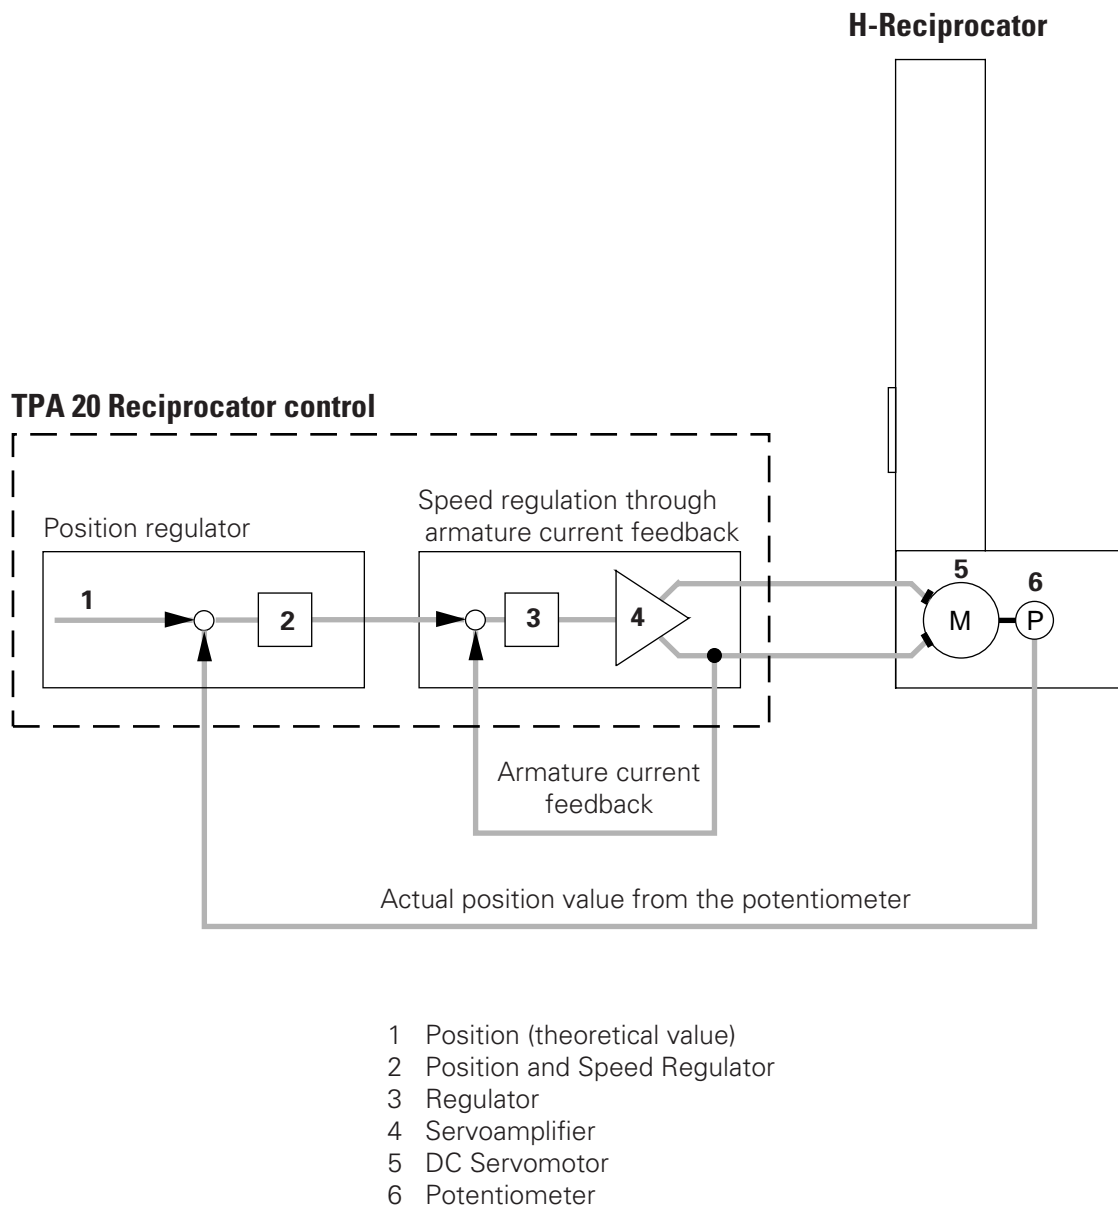 H-Reciprocator
TPA 20 Reciprocator control
Position regulator
Speed regulation through
armature current feedback
1
2
3
4
5
6
M
P
Armature current
feedback
Actual position value from the potentiometer
1 Position (theoretical value)
2 Position and Speed Regulator
3 Regulator
4 Servoamplifier
5 DC Servomotor
6 Potentiometer